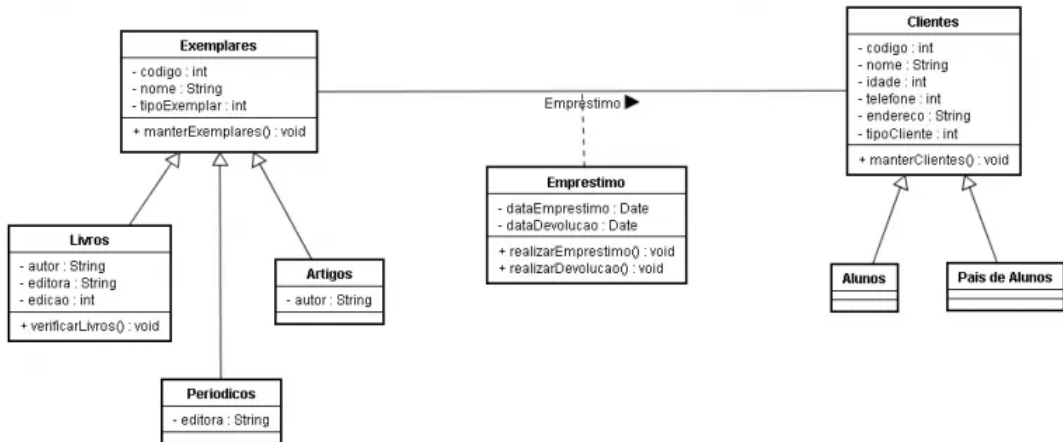 Exemplares
- codigo : int
- nome : String
- tipoExemplar : int
+ manterExemplares() : void
Emprestimo ▶
Clientes
- codigo : int
- nome : String
- idade : int
- telefone : int
- endereco : String
- tipoCliente : int
+ manterClientes() : void
Emprestimo
- dataEmprestimo : Date
- dataDevolucao : Date
+ realizarEmprestimo() : void
+ realizarDevolucao() : void
Livros
- autor : String
- editora : String
- edicao : int
+ verificarLivros() : void
Artigos
- autor : String
Periodicos
- editora : String
Alunos
Pais de Alunos